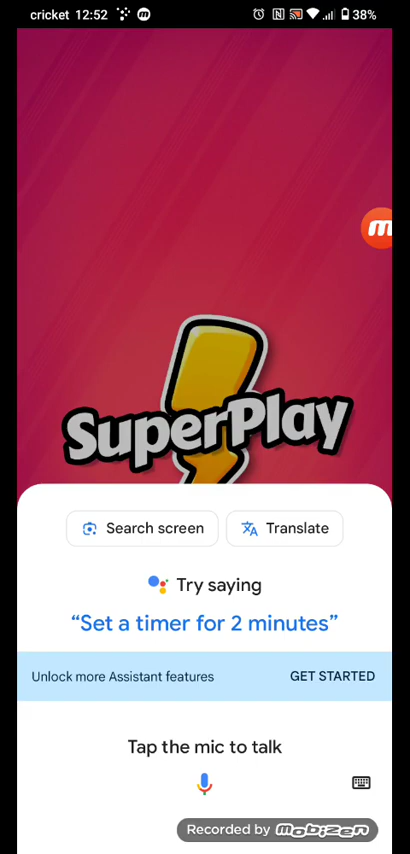 cricket 12:52
38%
SuperPlay
Search screen Translate
Try saying
“Set a timer for 2 minutes”
Unlock more Assistant features GET STARTED
Tap the mic to talk
Recorded by mobizen